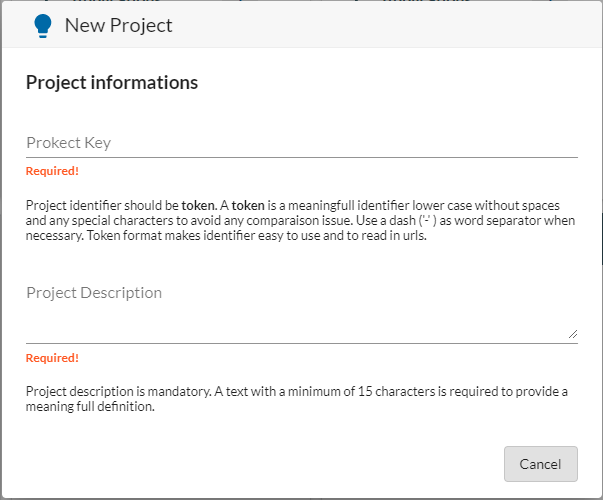 New Project
Project informations
Prokect Key
Required!
Project identifier should be token. A token is a meaningfull identifier lower case without spaces
and any special characters to avoid any comparaison issue. Use a dash ('-' ) as word separator when
necessary. Token format makes identifier easy to use and to read in urls.
Project Description
Required!
Project description is mandatory. A text with a minimum of 15 characters is required to provide a
meaning full definition.
Cancel